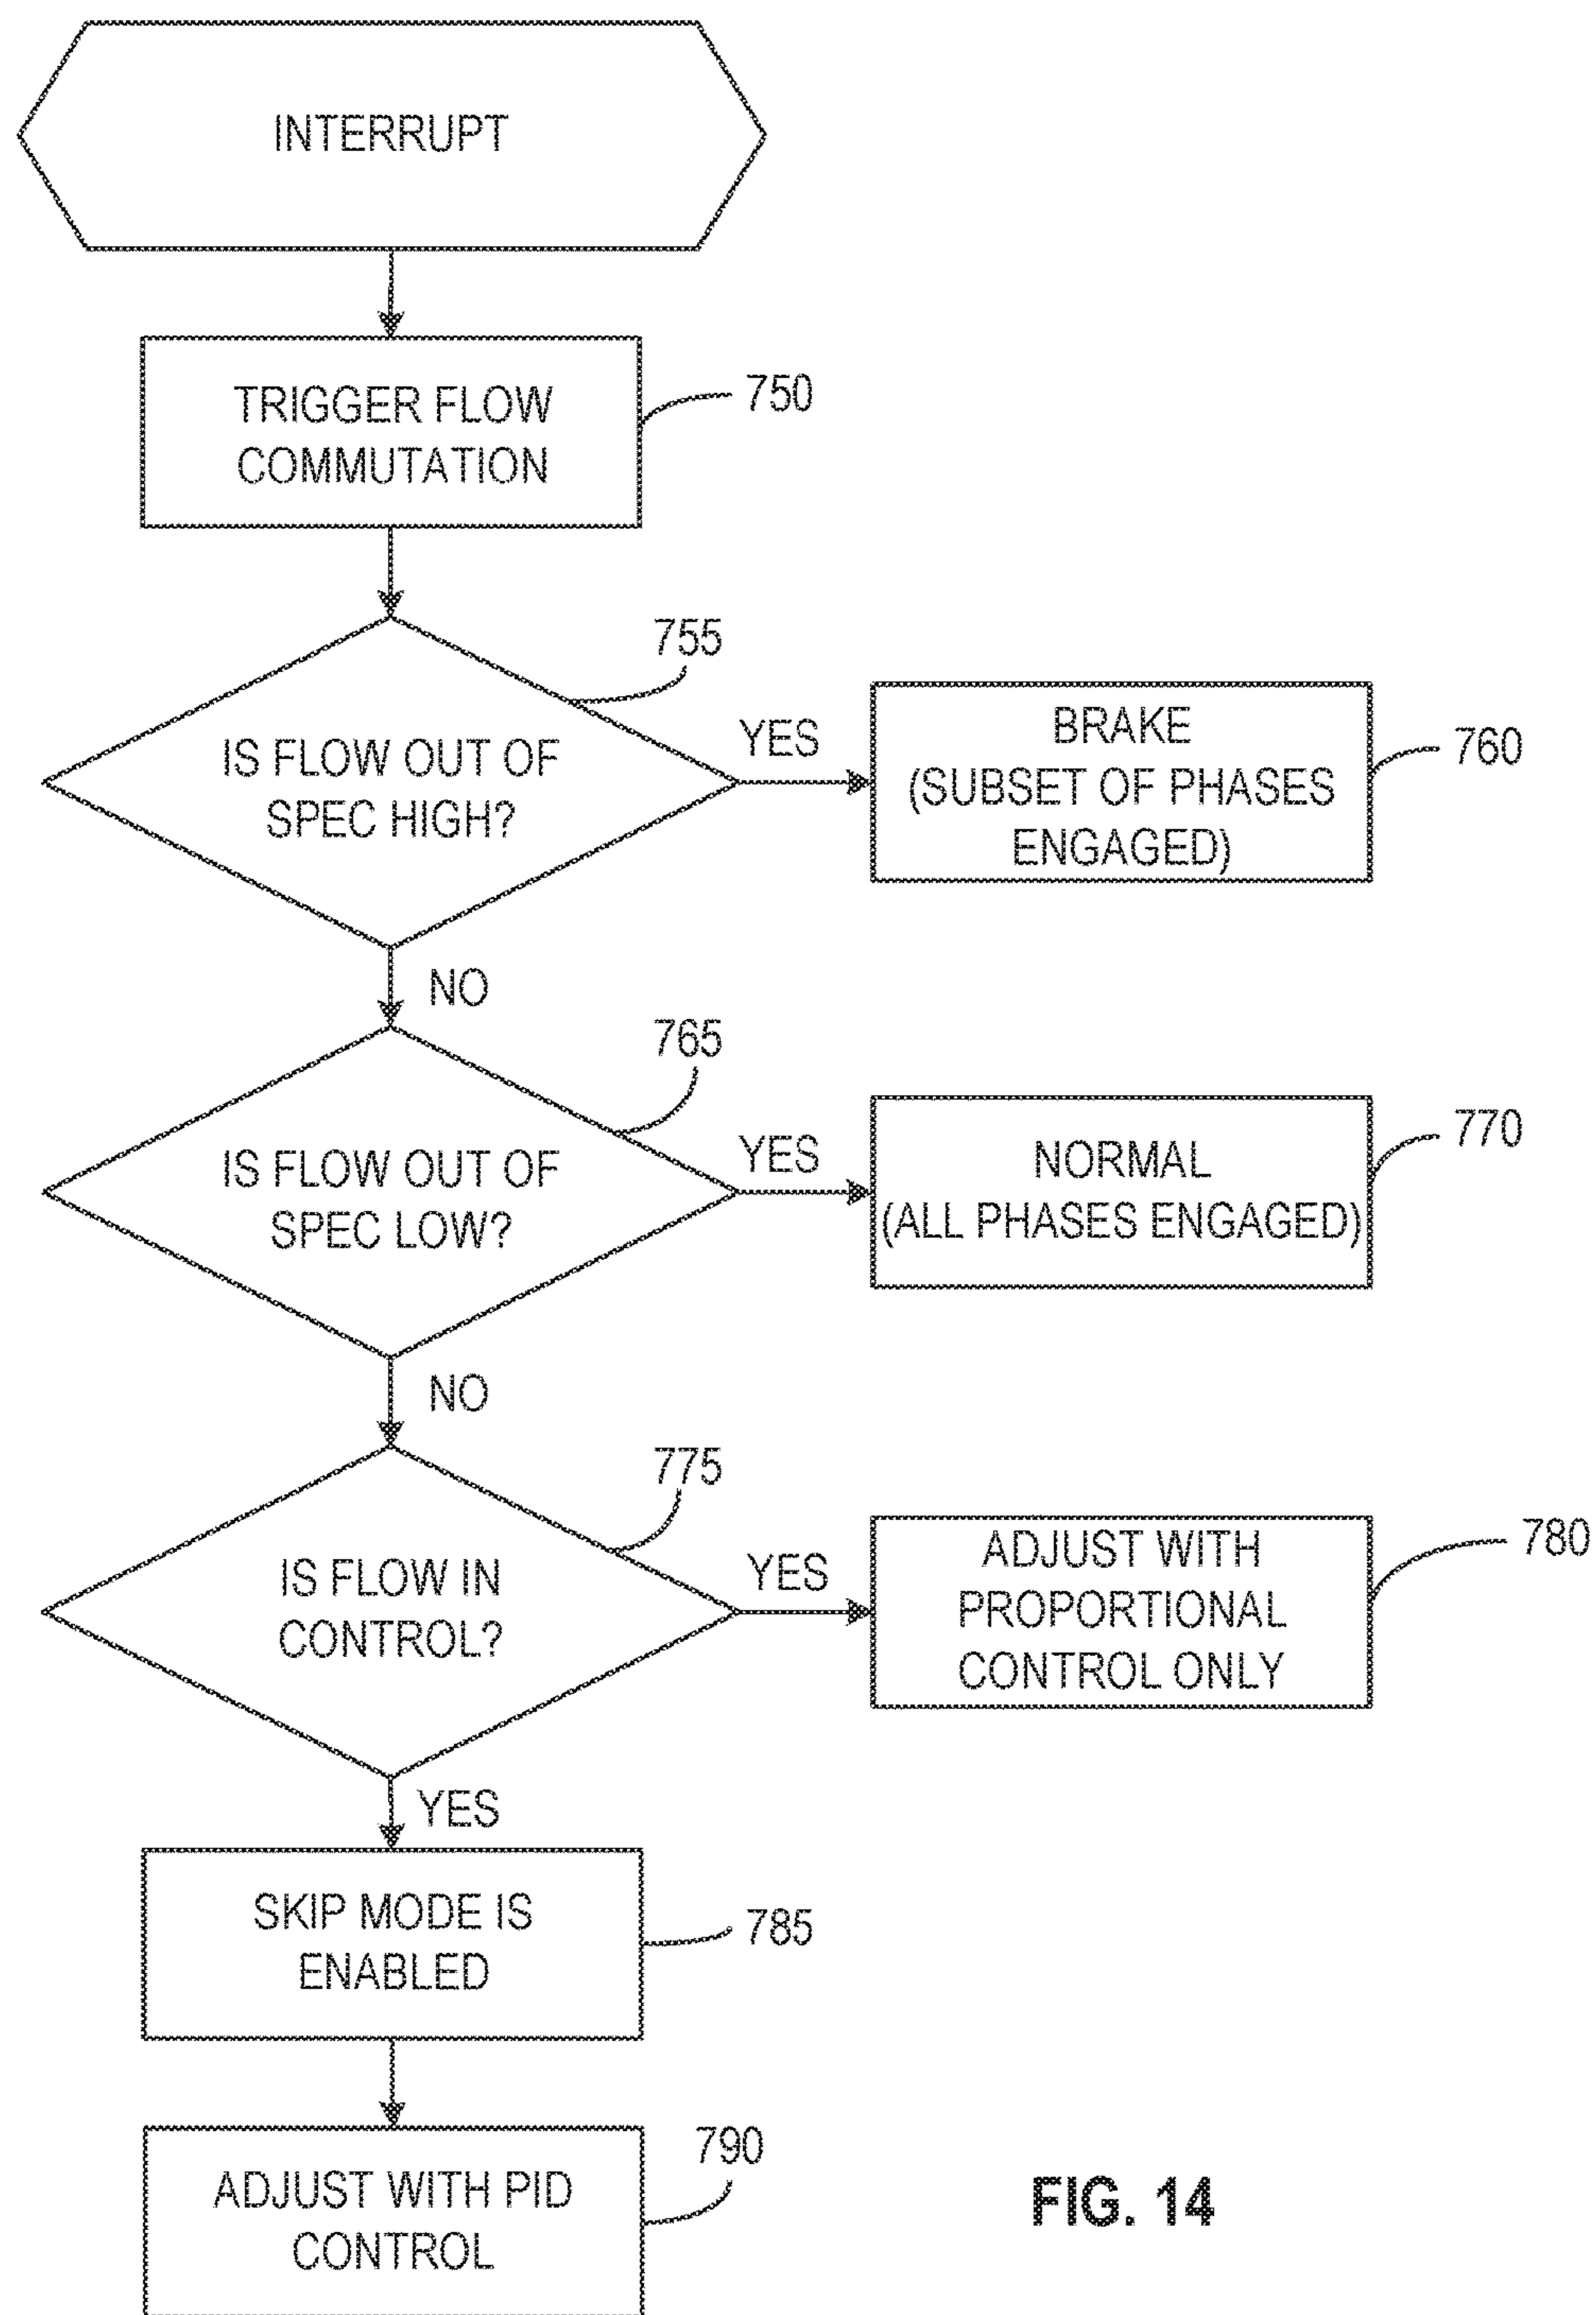 INTERRUPT
TRIGGER FLOW
COMMUTATION
750
755
IS FLOW OUT OF
SPEC HIGH?
YES
BRAKE
(SUBSET OF PHASES
ENGAGED)
760
NO
765
IS FLOW OUT OF
SPEC LOW?
YES
NORMAL
(ALL PHASES ENGAGED)
770
NO
775
IS FLOW IN
CONTROL?
YES
ADJUST WITH
PROPORTIONAL
CONTROL ONLY
780
YES
SKIP MODE IS
ENABLED
785
790
ADJUST WITH PID
CONTROL
FIG. 14